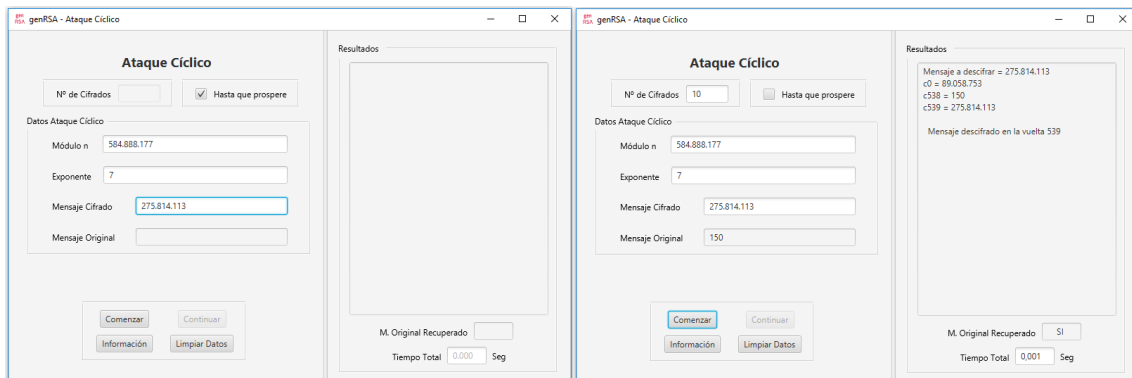 gen RSA genRSA - Ataque Cíclico
Ataque Cíclico
Nº de Cifrados
Hasta que prospere
Datos Ataque Cíclico
Módulo n 584.888.177
Exponente 7
Mensaje Cifrado 275.814.113
Mensaje Original
Comenzar Continuar
Información Limpiar Datos
Resultados
M. Original Recuperado
Tiempo Total 0.000 Seg
gen RSA genRSA - Ataque Cíclico
Ataque Cíclico
Nº de Cifrados 10
Hasta que prospere
Datos Ataque Cíclico
Módulo n 584.888.177
Exponente 7
Mensaje Cifrado 275.814.113
Mensaje Original 150
Comenzar Continuar
Información Limpiar Datos
Resultados
Mensaje a descifrar = 275.814.113
c0 = 89.058.753
c538 = 150
c539 = 275.814.113
Mensaje descifrado en la vuelta 539
M. Original Recuperado SI
Tiempo Total 0,001 Seg